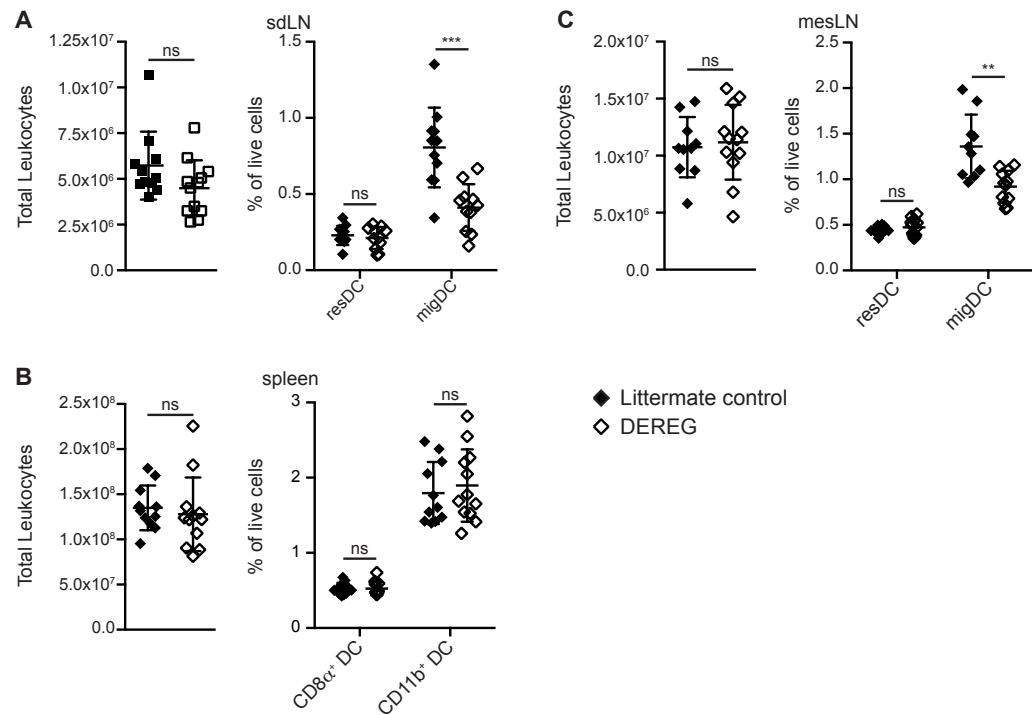 A
sdLN
Total Leukocytes
1.25x10⁷
1.0x10⁷
7.5x10⁶
5.0x10⁶
2.5x10⁶
0.0
ns
% of live cells
1.5
1.0
0.5
0.0
ns
***
resDC
migDC
C
mesLN
Total Leukocytes
2.0x10⁷
1.5x10⁷
1.0x10⁷
5.0x10⁶
0.0
ns
% of live cells
2.5
2.0
1.5
1.0
0.5
0.0
ns
**
resDC
migDC
B
spleen
Total Leukocytes
2.5x10⁸
2.0x10⁸
1.5x10⁸
1.0x10⁸
5.0x10⁷
0.0
ns
% of live cells
3
2
1
0
ns
ns
CD8α⁺ DC
CD11b⁺ DC
Littermate control
DEREG